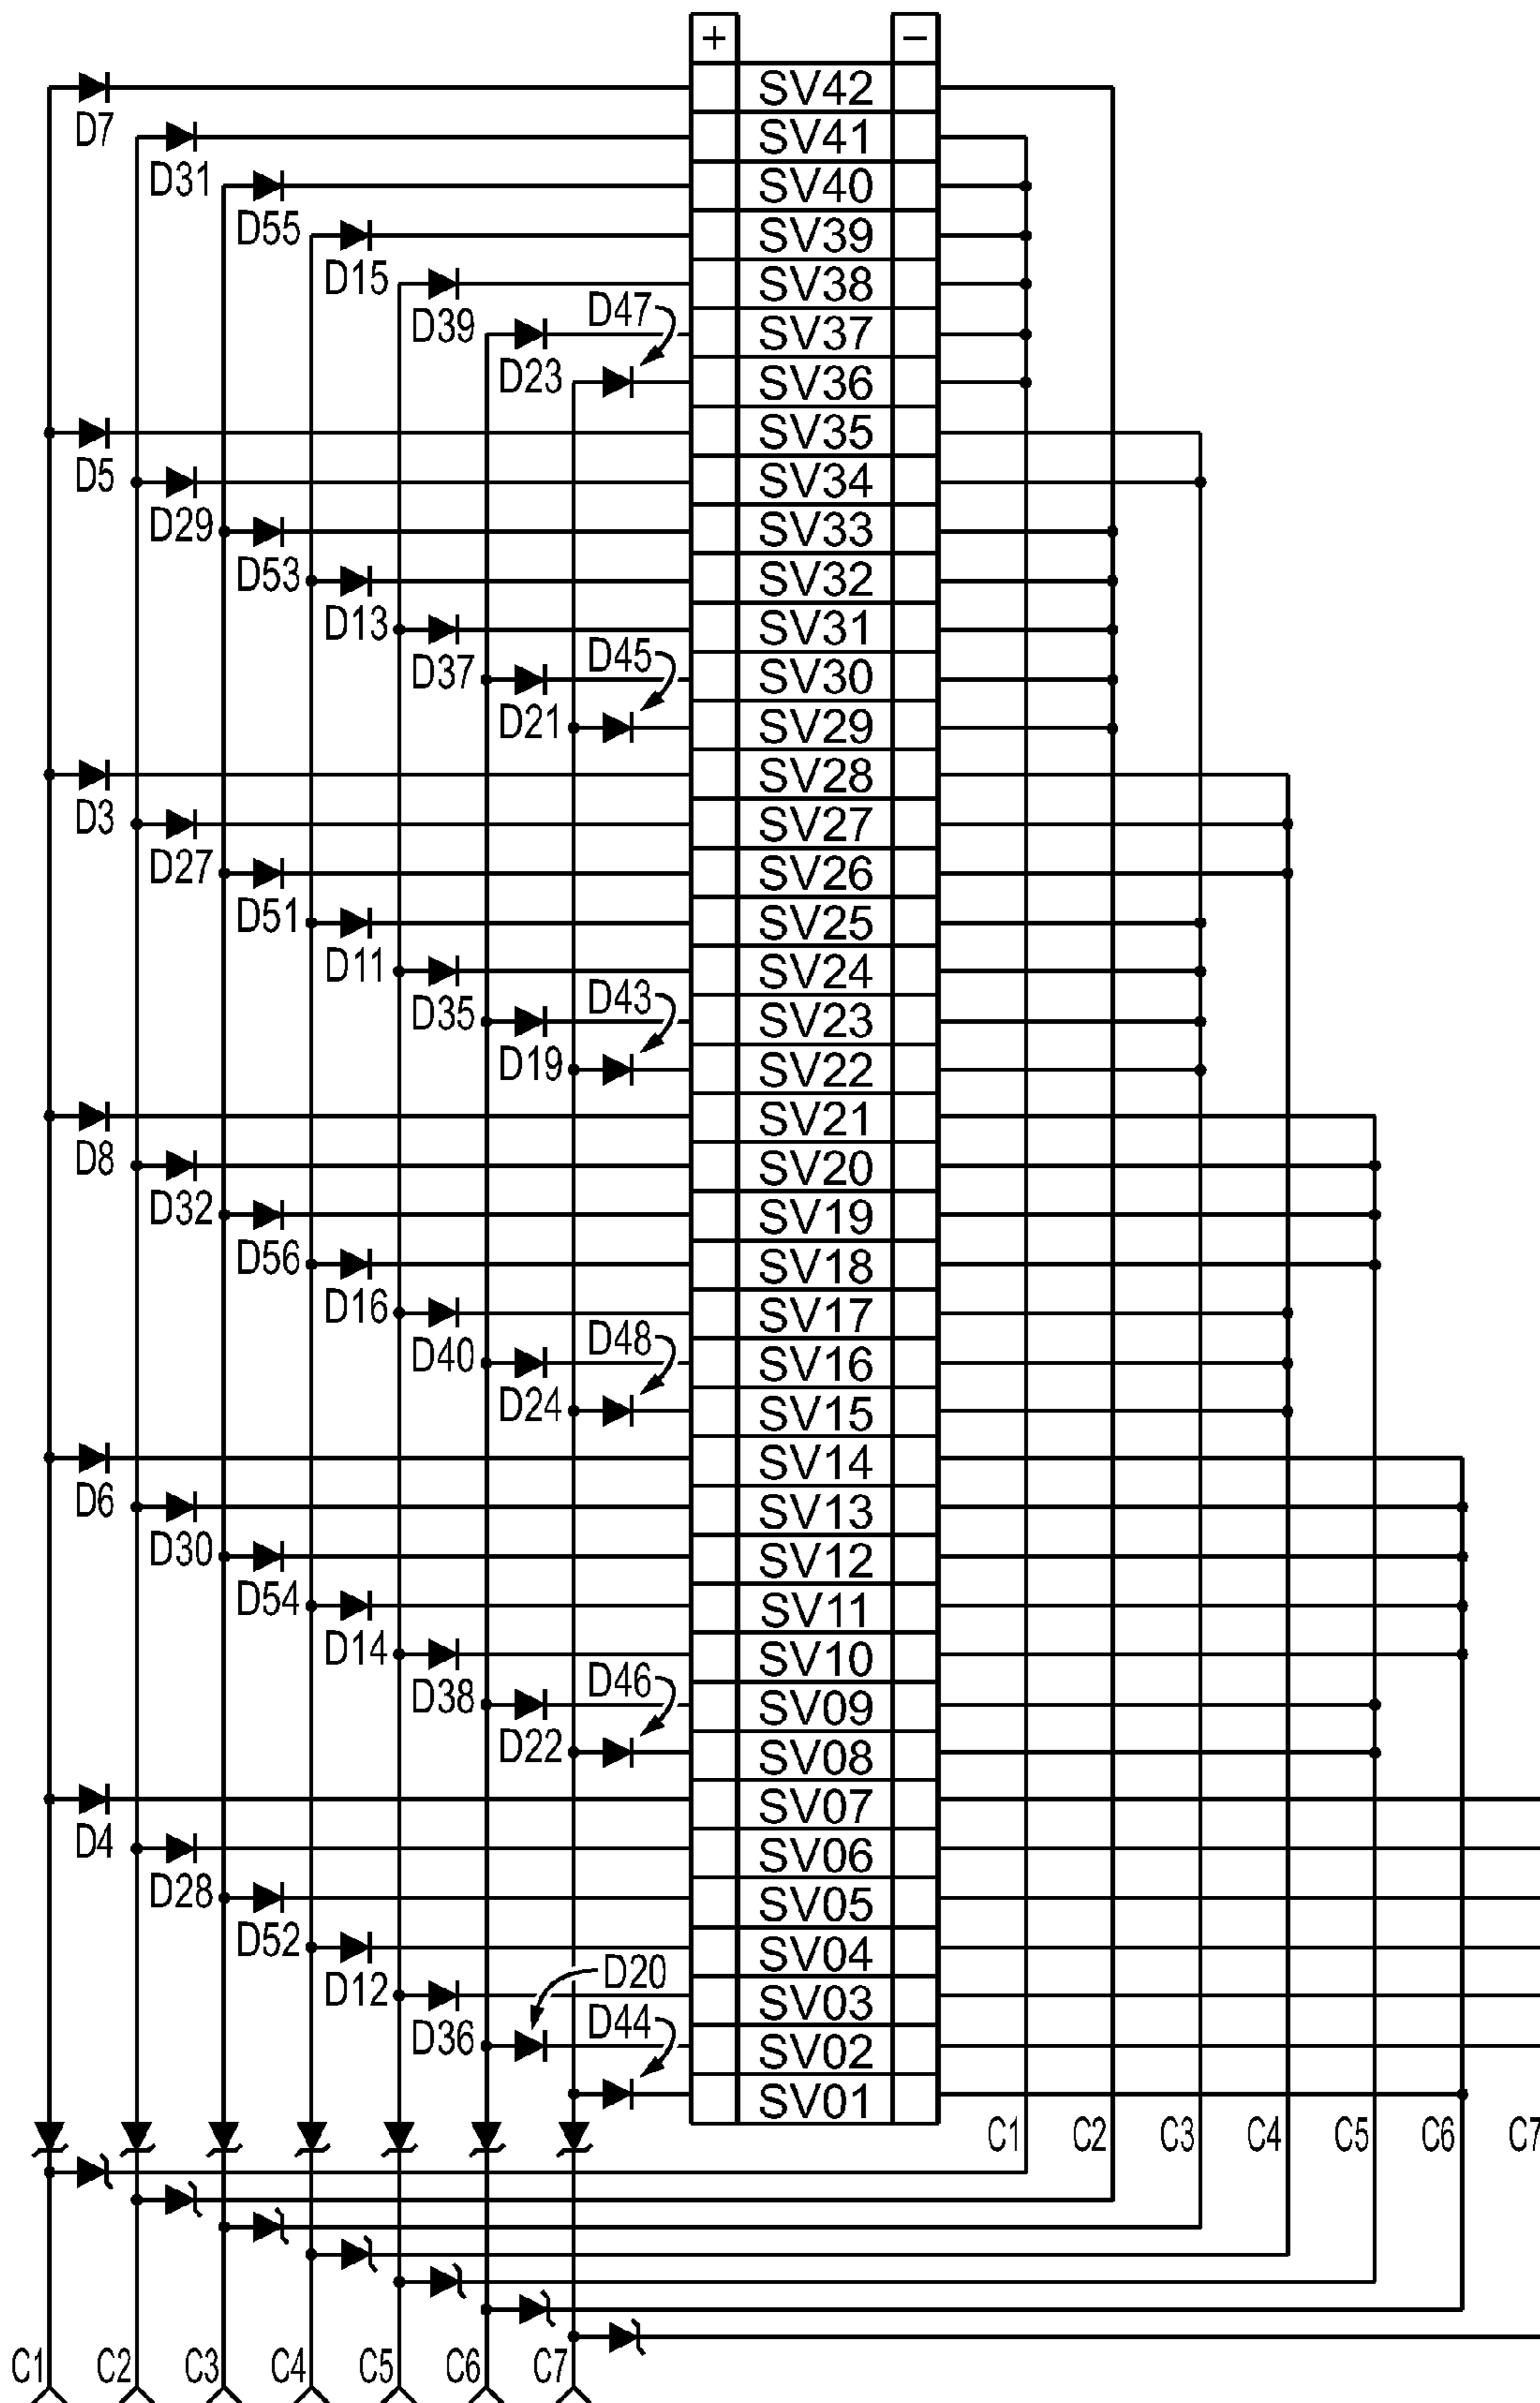 + −
SV42
D7
SV41
D31
SV40
D55
SV39
D15
SV38
D47
D39
SV37
D23
SV36
SV35
D5
SV34
D29
SV33
D53
SV32
D13
SV31
D45
D37
SV30
D21
SV29
SV28
D3
SV27
D27
SV26
D51
SV25
D11
SV24
D43
D35
SV23
D19
SV22
SV21
D8
SV20
D32
SV19
D56
SV18
D16
SV17
D48
D40
SV16
D24
SV15
SV14
D6
SV13
D30
SV12
D54
SV11
D14
SV10
D46
D38
SV09
D22
SV08
SV07
D4
SV06
D28
SV05
D52
SV04
D20
D12
SV03
D44
D36
SV02
SV01
C1 C2 C3 C4 C5 C6 C7
C1 C2 C3 C4 C5 C6 C7